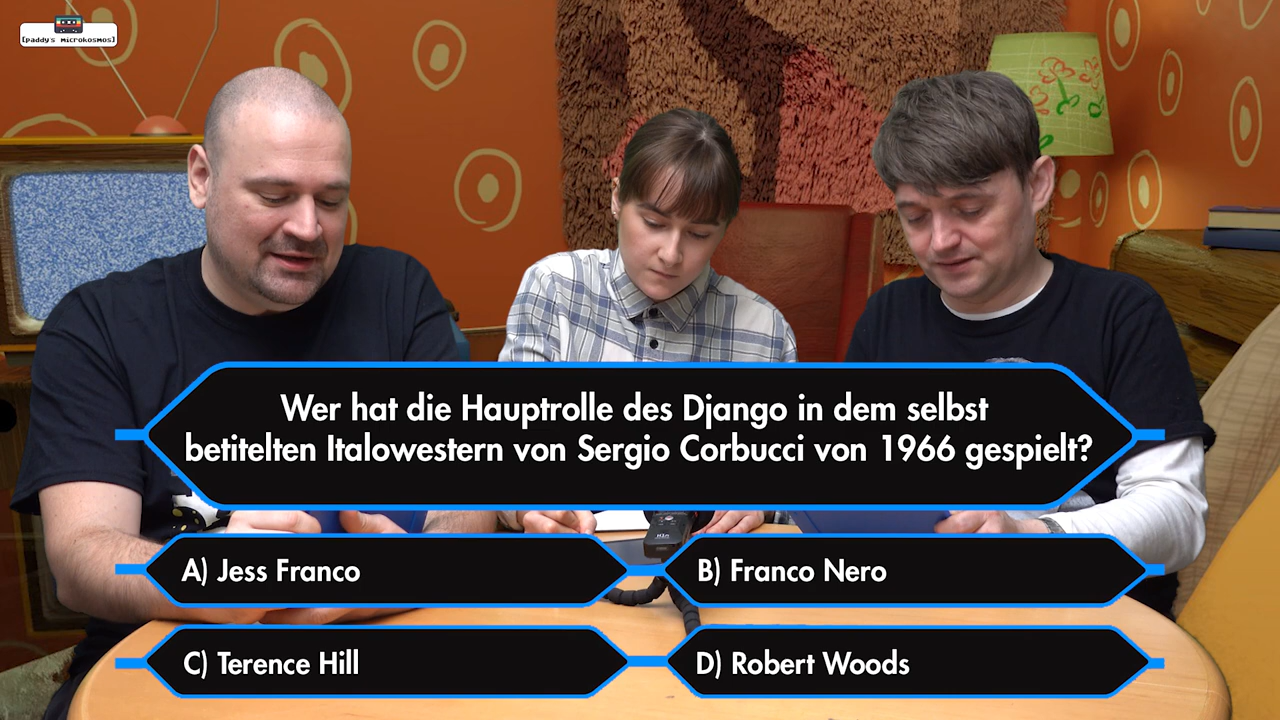 [paddy's microkosmos]
Wer hat die Hauptrolle des Django in dem selbst
betitelten Italowestern von Sergio Corbucci von 1966 gespielt?
A) Jess Franco
B) Franco Nero
C) Terence Hill
D) Robert Woods